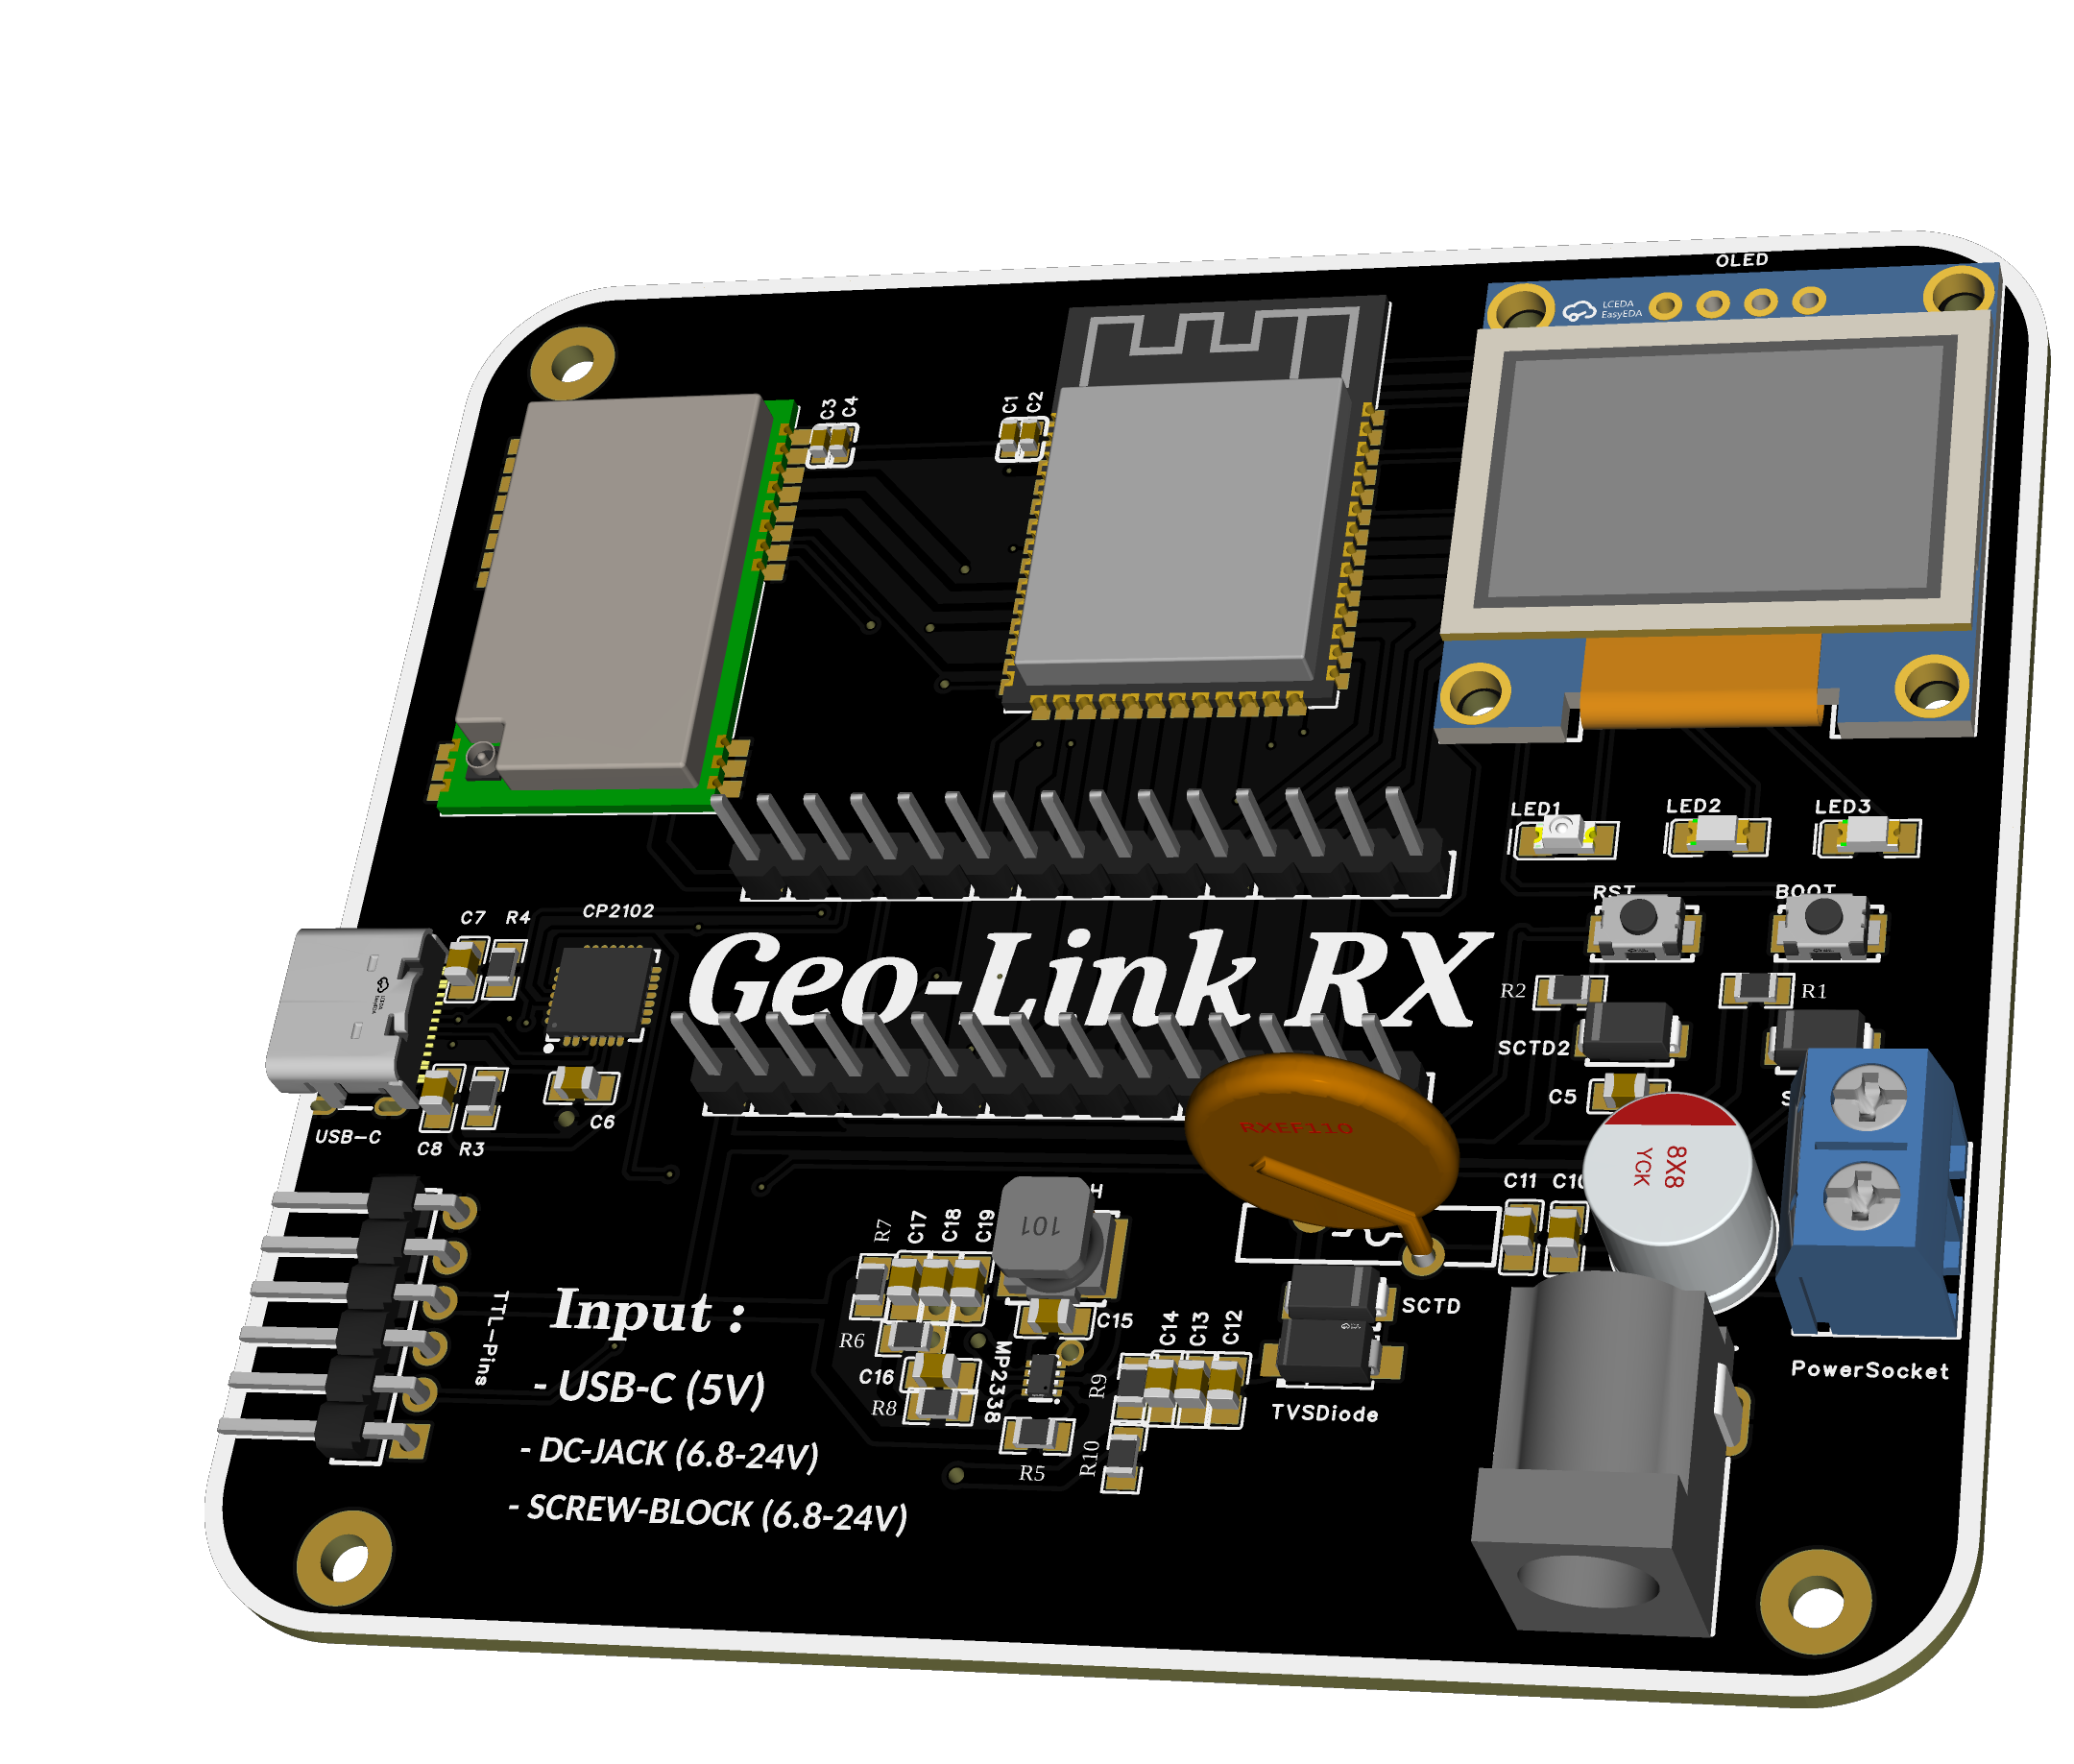 OLED
LCEDA
EasyEDA
C3
C4
C1
C2
LED1
LED2
LED3
RST
BOOT
C7
R4
CP2102
Geo-Link RX
R2
R1
SCTD2
C5
C6
USB-C
C8
R3
RXEF110
8X8
YCK
C11
C10
R7
C17
C18
C19
H
101
TTL-Pins
Input :
- USB-C (5V)
- DC-JACK (6.8-24V)
- SCREW-BLOCK (6.8-24V)
R6
C16
R8
C15
MP2338
R5
R9
C14
C13
C12
R10
SCTD
TVSDiode
PowerSocket